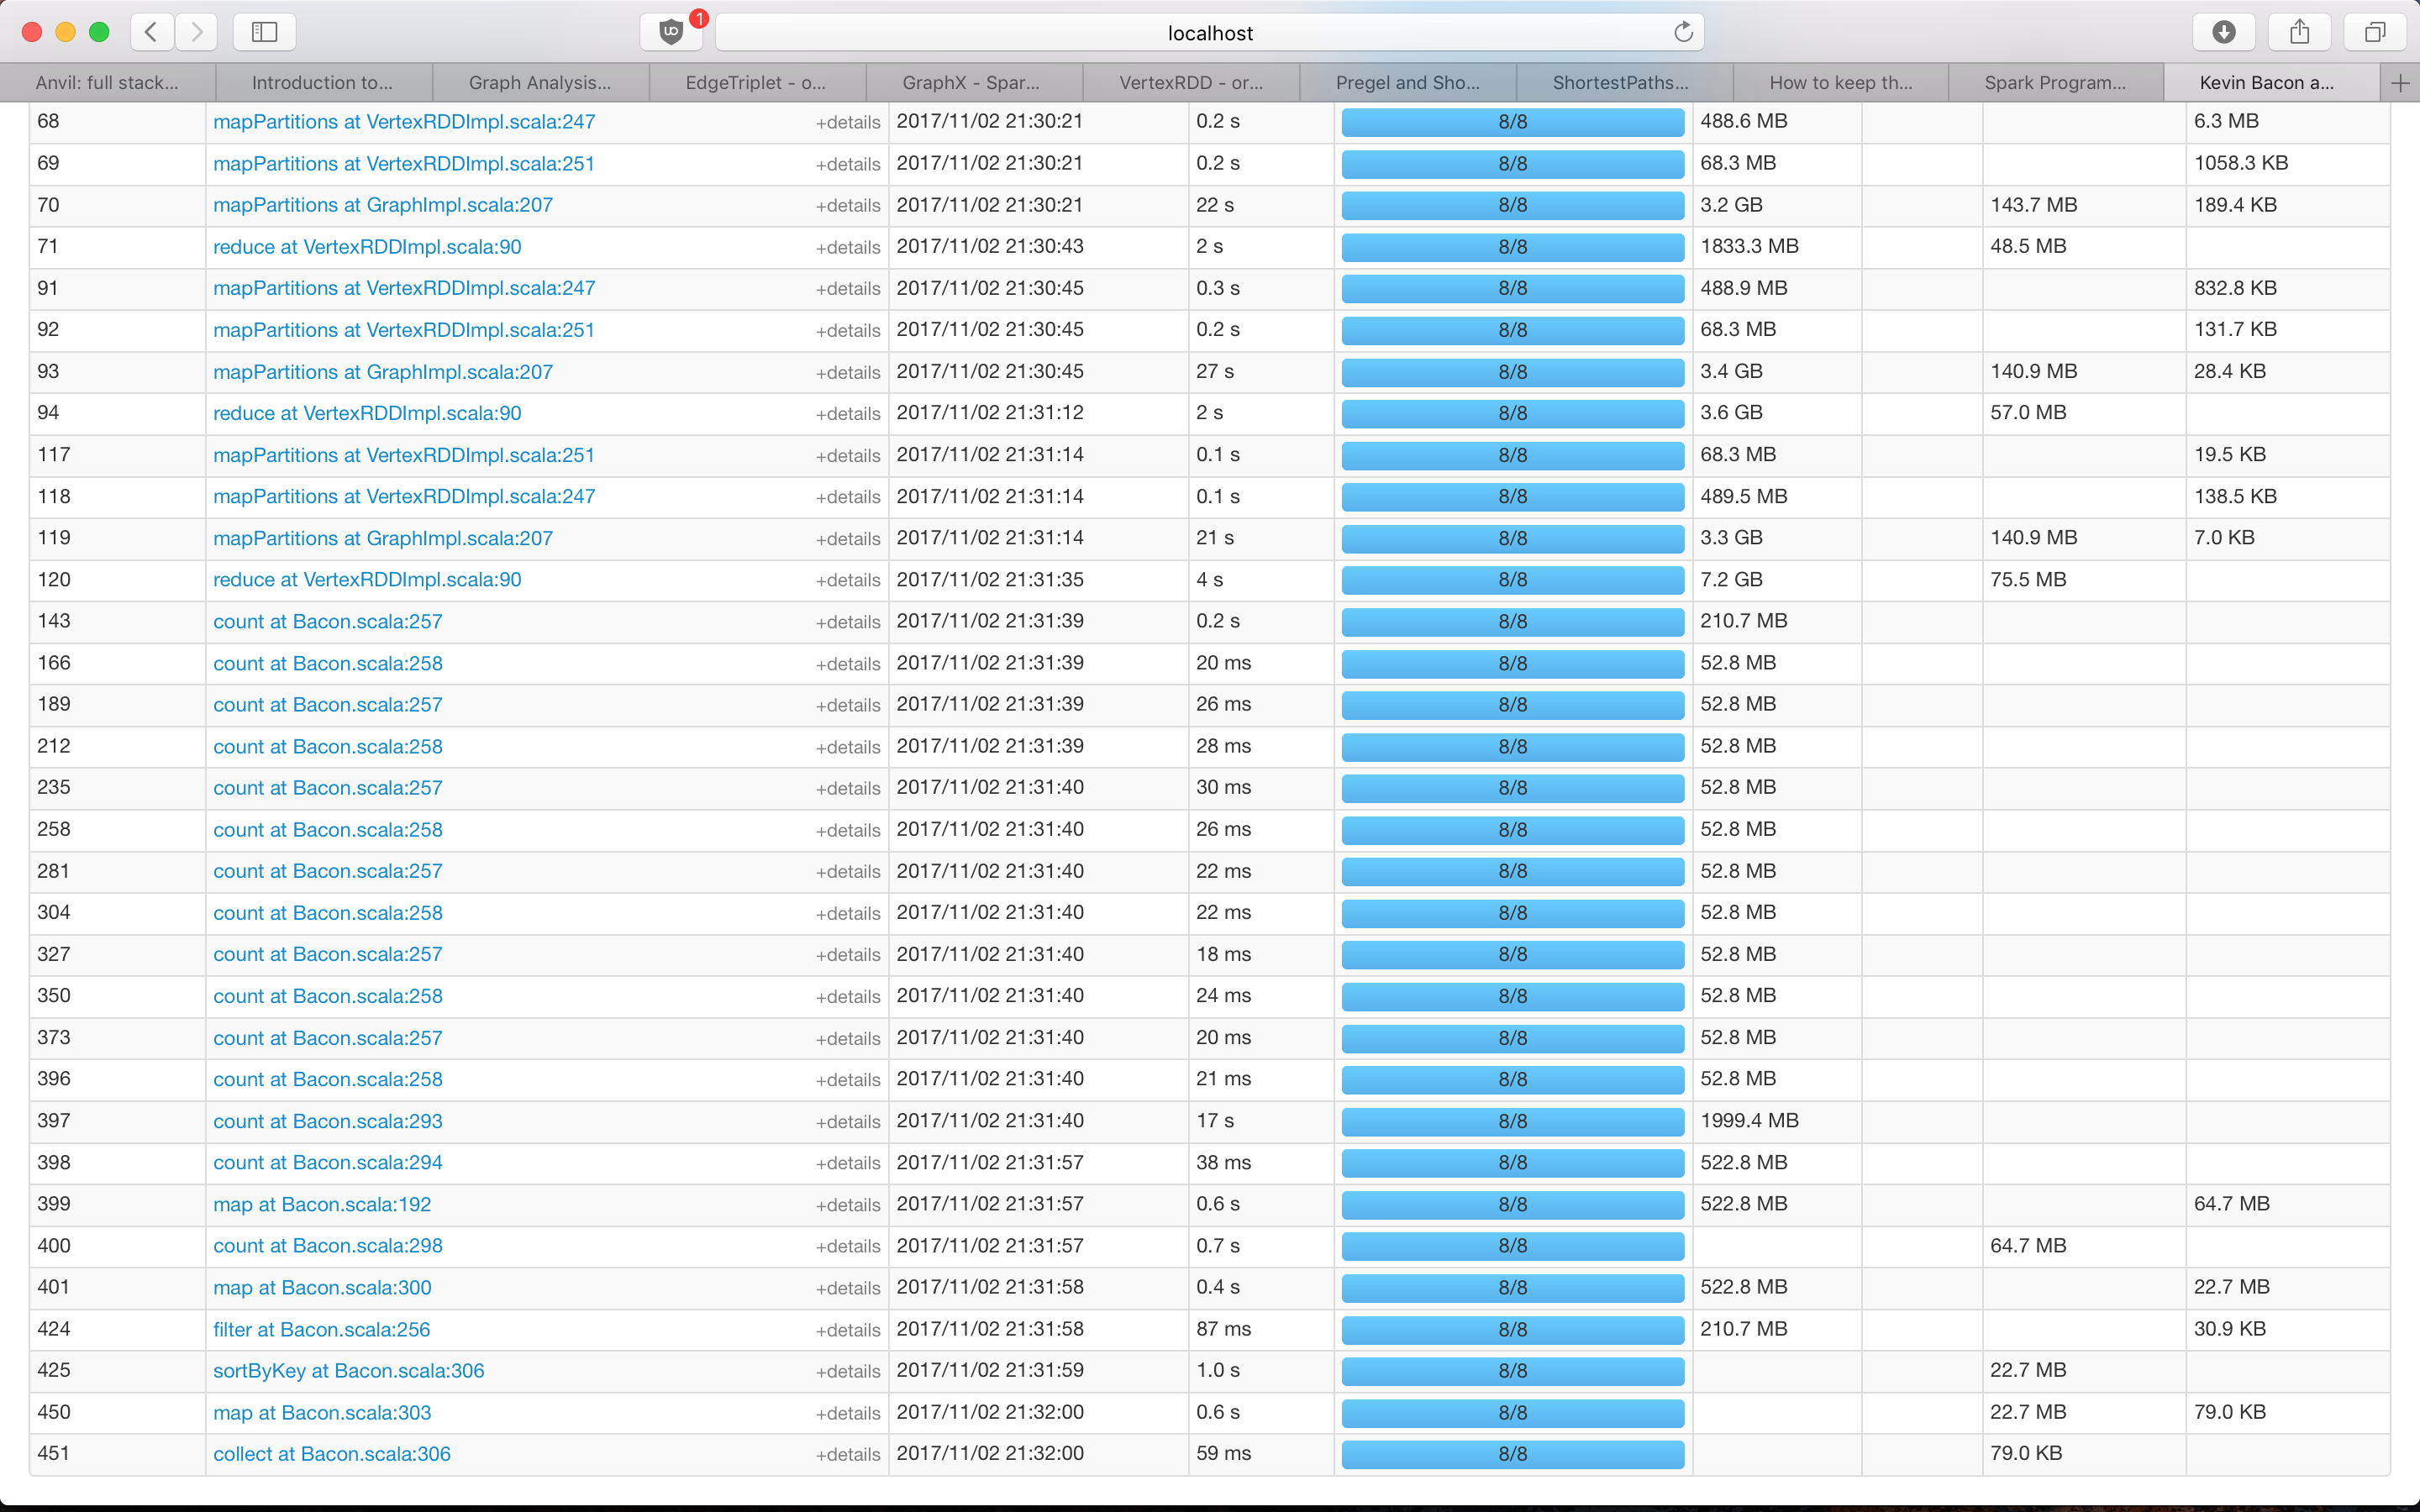 1
localhost
Anvil: full stack... Introduction to... Graph Analysis... EdgeTriplet - o... GraphX - Spar... VertexRDD - or... Pregel and Sho... ShortestPaths... How to keep th... Spark Program... Kevin Bacon a...
68 mapPartitions at VertexRDDImpl.scala:247 +details 2017/11/02 21:30:21 0.2 s 8/8 488.6 MB 6.3 MB
69 mapPartitions at VertexRDDImpl.scala:251 +details 2017/11/02 21:30:21 0.2 s 8/8 68.3 MB 1058.3 KB
70 mapPartitions at GraphImpl.scala:207 +details 2017/11/02 21:30:21 22 s 8/8 3.2 GB 143.7 MB 189.4 KB
71 reduce at VertexRDDImpl.scala:90 +details 2017/11/02 21:30:43 2 s 8/8 1833.3 MB 48.5 MB
91 mapPartitions at VertexRDDImpl.scala:247 +details 2017/11/02 21:30:45 0.3 s 8/8 488.9 MB 832.8 KB
92 mapPartitions at VertexRDDImpl.scala:251 +details 2017/11/02 21:30:45 0.2 s 8/8 68.3 MB 131.7 KB
93 mapPartitions at GraphImpl.scala:207 +details 2017/11/02 21:30:45 27 s 8/8 3.4 GB 140.9 MB 28.4 KB
94 reduce at VertexRDDImpl.scala:90 +details 2017/11/02 21:31:12 2 s 8/8 3.6 GB 57.0 MB
117 mapPartitions at VertexRDDImpl.scala:251 +details 2017/11/02 21:31:14 0.1 s 8/8 68.3 MB 19.5 KB
118 mapPartitions at VertexRDDImpl.scala:247 +details 2017/11/02 21:31:14 0.1 s 8/8 489.5 MB 138.5 KB
119 mapPartitions at GraphImpl.scala:207 +details 2017/11/02 21:31:14 21 s 8/8 3.3 GB 140.9 MB 7.0 KB
120 reduce at VertexRDDImpl.scala:90 +details 2017/11/02 21:31:35 4 s 8/8 7.2 GB 75.5 MB
143 count at Bacon.scala:257 +details 2017/11/02 21:31:39 0.2 s 8/8 210.7 MB
166 count at Bacon.scala:258 +details 2017/11/02 21:31:39 20 ms 8/8 52.8 MB
189 count at Bacon.scala:257 +details 2017/11/02 21:31:39 26 ms 8/8 52.8 MB
212 count at Bacon.scala:258 +details 2017/11/02 21:31:39 28 ms 8/8 52.8 MB
235 count at Bacon.scala:257 +details 2017/11/02 21:31:40 30 ms 8/8 52.8 MB
258 count at Bacon.scala:258 +details 2017/11/02 21:31:40 26 ms 8/8 52.8 MB
281 count at Bacon.scala:257 +details 2017/11/02 21:31:40 22 ms 8/8 52.8 MB
304 count at Bacon.scala:258 +details 2017/11/02 21:31:40 22 ms 8/8 52.8 MB
327 count at Bacon.scala:257 +details 2017/11/02 21:31:40 18 ms 8/8 52.8 MB
350 count at Bacon.scala:258 +details 2017/11/02 21:31:40 24 ms 8/8 52.8 MB
373 count at Bacon.scala:257 +details 2017/11/02 21:31:40 20 ms 8/8 52.8 MB
396 count at Bacon.scala:258 +details 2017/11/02 21:31:40 21 ms 8/8 52.8 MB
397 count at Bacon.scala:293 +details 2017/11/02 21:31:40 17 s 8/8 1999.4 MB
398 count at Bacon.scala:294 +details 2017/11/02 21:31:57 38 ms 8/8 522.8 MB
399 map at Bacon.scala:192 +details 2017/11/02 21:31:57 0.6 s 8/8 522.8 MB 64.7 MB
400 count at Bacon.scala:298 +details 2017/11/02 21:31:57 0.7 s 8/8 64.7 MB
401 map at Bacon.scala:300 +details 2017/11/02 21:31:58 0.4 s 8/8 522.8 MB 22.7 MB
424 filter at Bacon.scala:256 +details 2017/11/02 21:31:58 87 ms 8/8 210.7 MB 30.9 KB
425 sortByKey at Bacon.scala:306 +details 2017/11/02 21:31:59 1.0 s 8/8 22.7 MB
450 map at Bacon.scala:303 +details 2017/11/02 21:32:00 0.6 s 8/8 22.7 MB 79.0 KB
451 collect at Bacon.scala:306 +details 2017/11/02 21:32:00 59 ms 8/8 79.0 KB